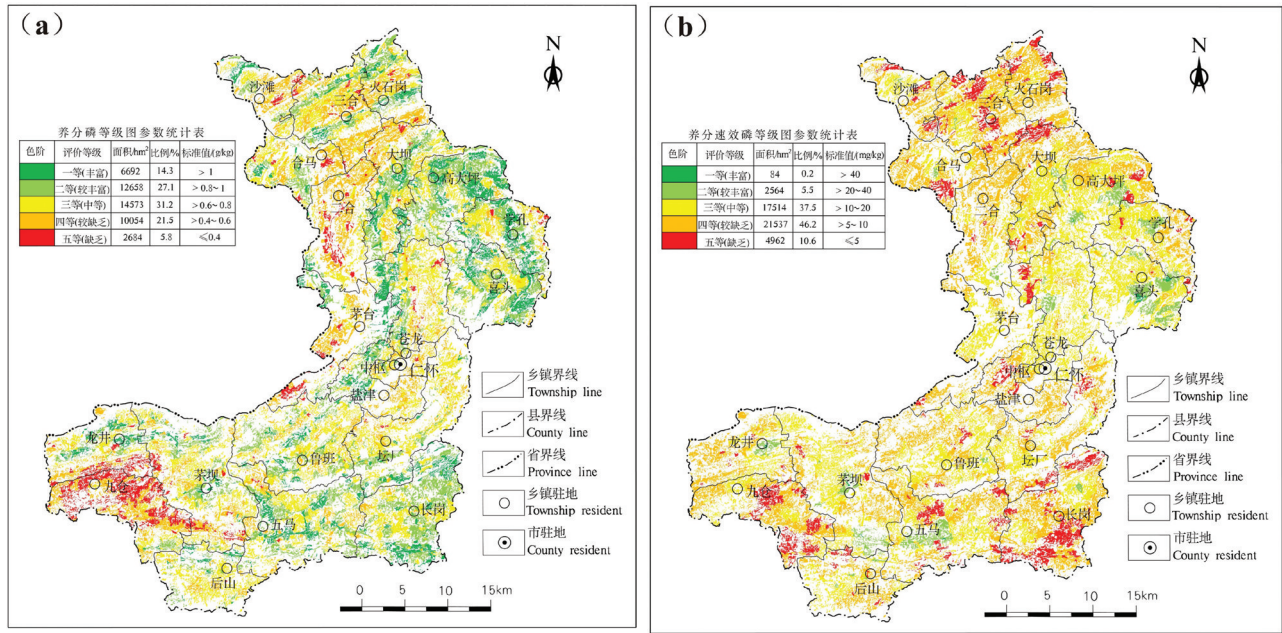 (a)
N
养分磷等级图参数统计表
色阶 评价等级 面积/hm² 比例/% 标准值/(g/kg)
一等(丰富) 6692 14.3 >1
二等(较丰富) 12658 27.1 >0.8~1
三等(中等) 14573 31.2 >0.6~0.8
四等(较缺乏) 10054 21.5 >0.4~0.6
五等(缺乏) 2684 5.8 ≤0.4
沙滩
火石岗
三合
合马
大坝
高大坪
二合
学孔
喜头
茅台
苍龙
中枢
仁怀
盐津
龙井
鲁班
坛厂
九仓
茅坝
长岗
五马
后山
乡镇界线
Township line
县界线
County line
省界线
Province line
乡镇驻地
Township resident
市驻地
County resident
0 5 10 15km
(b)
N
养分速效磷等级图参数统计表
色阶 评价等级 面积/hm² 比例/% 标准值/(mg/kg)
一等(丰富) 84 0.2 >40
二等(较丰富) 2564 5.5 >20~40
三等(中等) 17514 37.5 >10~20
四等(较缺乏) 21537 46.2 >5~10
五等(缺乏) 4962 10.6 ≤5
沙滩
火石岗
三合
合马
大坝
高大坪
二合
学孔
喜头
茅台
苍龙
中枢
仁怀
盐津
龙井
鲁班
坛厂
九仓
茅坝
长岗
五马
后山
乡镇界线
Township line
县界线
County line
省界线
Province line
乡镇驻地
Township resident
市驻地
County resident
0 5 10 15km